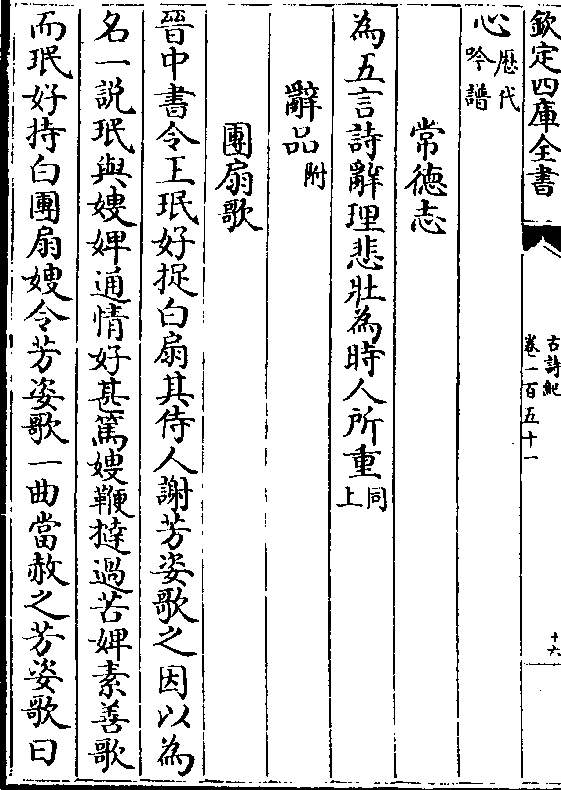 欽定四庫全書
古詩紀
卷一百五十一
十六
心歷代吟譜
常德志
為五言詩辭理悲壯為時人所重同上
辭品附
團扇歌
晉中書令王珉好捉白扇其侍人謝芳姿歌之因以為
名一説珉與嫂婢通情好甚篤嫂鞭撻過苦婢素善歌
而珉好持白團扇嫂令芳姿歌一曲當赦之芳姿歌曰